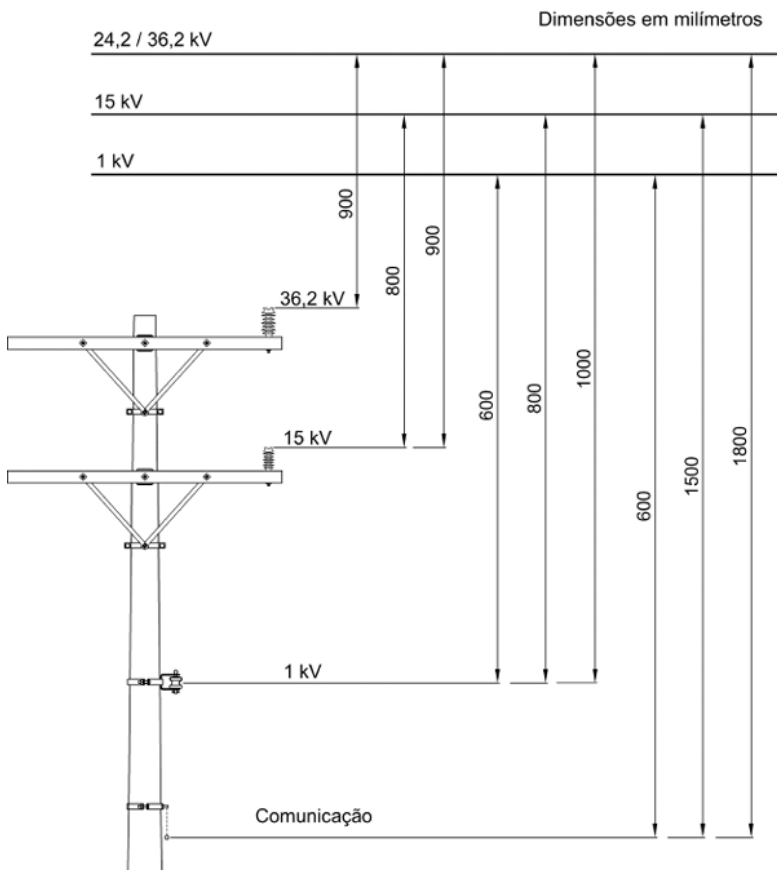 Dimensões em milímetros
24,2 / 36,2 kV
15 kV
1 kV
900
800
900
600
800
1000
600
1500
1800
36,2 kV
15 kV
1 kV
Comunicação